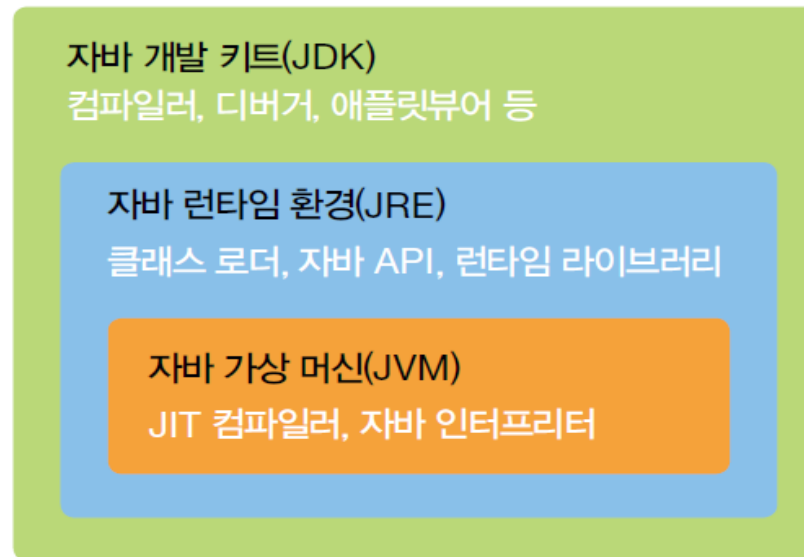 자바 개발 키트(JDK)
컴파일러, 디버거, 애플릿뷰어 등
자바 런타임 환경(JRE)
클래스 로더, 자바 API, 런타임 라이브러리
자바 가상 머신(JVM)
JIT 컴파일러, 자바 인터프리터